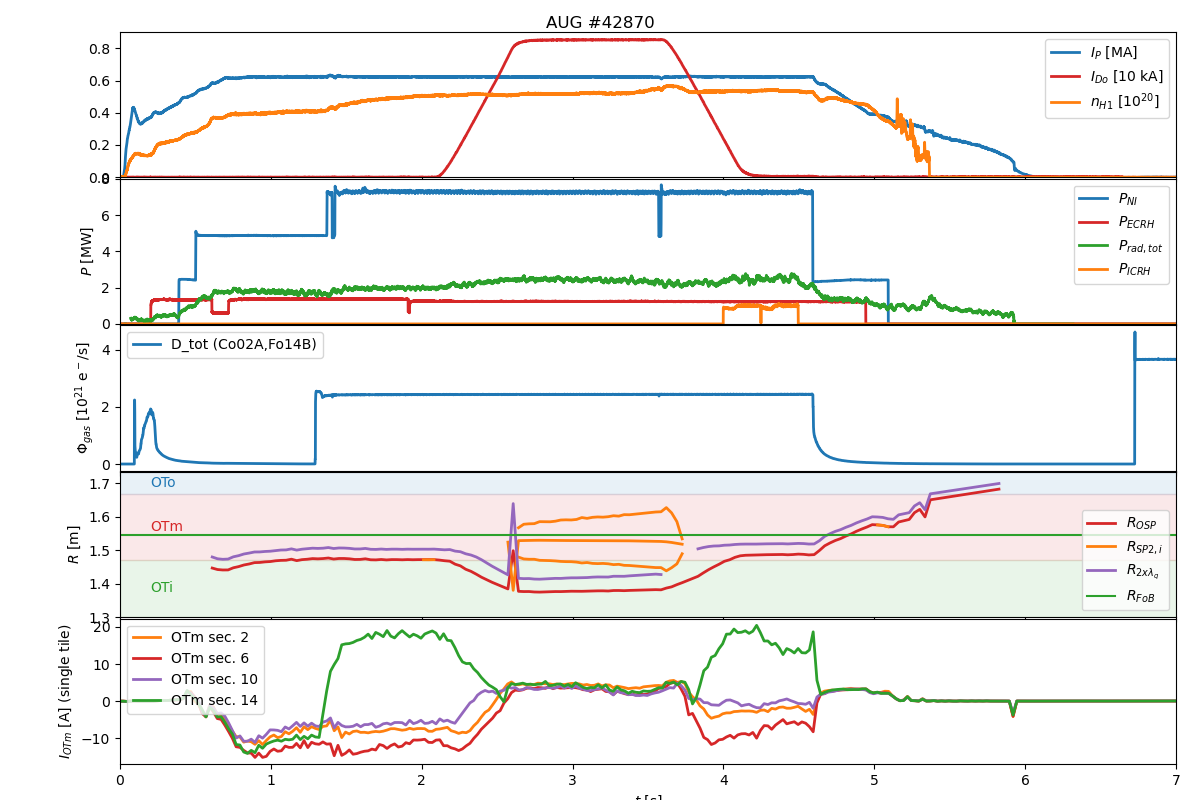 AUG #42870
0.8
0.6
0.4
0.2
0.0
I_P [MA]
I_Do [10 kA]
n_H1 [10^20]
8
6
4
2
0
P [MW]
P_NI
P_ECRH
P_rad,tot
P_ICRH
4
2
0
Φ_gas [10^21 e^−/s]
D_tot (Co02A,Fo14B)
1.7
1.6
1.5
1.4
1.3
R [m]
OTo
OTm
OTi
R_OSP
R_SP2,i
R_2xλq
R_FoB
20
10
0
−10
I_OTm [A] (single tile)
OTm sec. 2
OTm sec. 6
OTm sec. 10
OTm sec. 14
0 1 2 3 4 5 6 7
t [s]